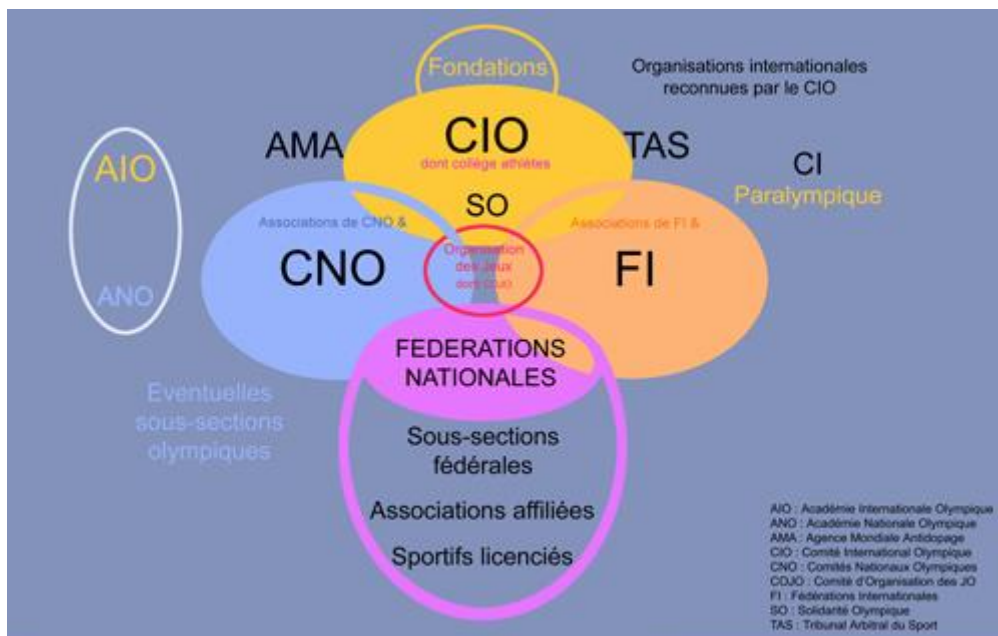 Fondations
Organisations internationales
reconnues par le CIO
AMA
CIO
dont collège athlètes
TAS
AIO
CI
Paralympique
SO
Associations de CNO &
Associations de FI &
Organisation
des Jeux
CNO
FI
ANO
FEDERATIONS
NATIONALES
Eventuelles
sous-sections
olympiques
Sous-sections
fédérales
Associations affiliées
Sportifs licenciés
AIO : Académie Internationale Olympique
ANO : Académie Nationale Olympique
AMA : Agence Mondiale Antidopage
CIO : Comité International Olympique
CNO : Comités Nationaux Olympiques
COJO : Comité d'Organisation des JO
FI : Fédérations Internationales
SO : Solidarité Olympique
TAS : Tribunal Arbitral du Sport